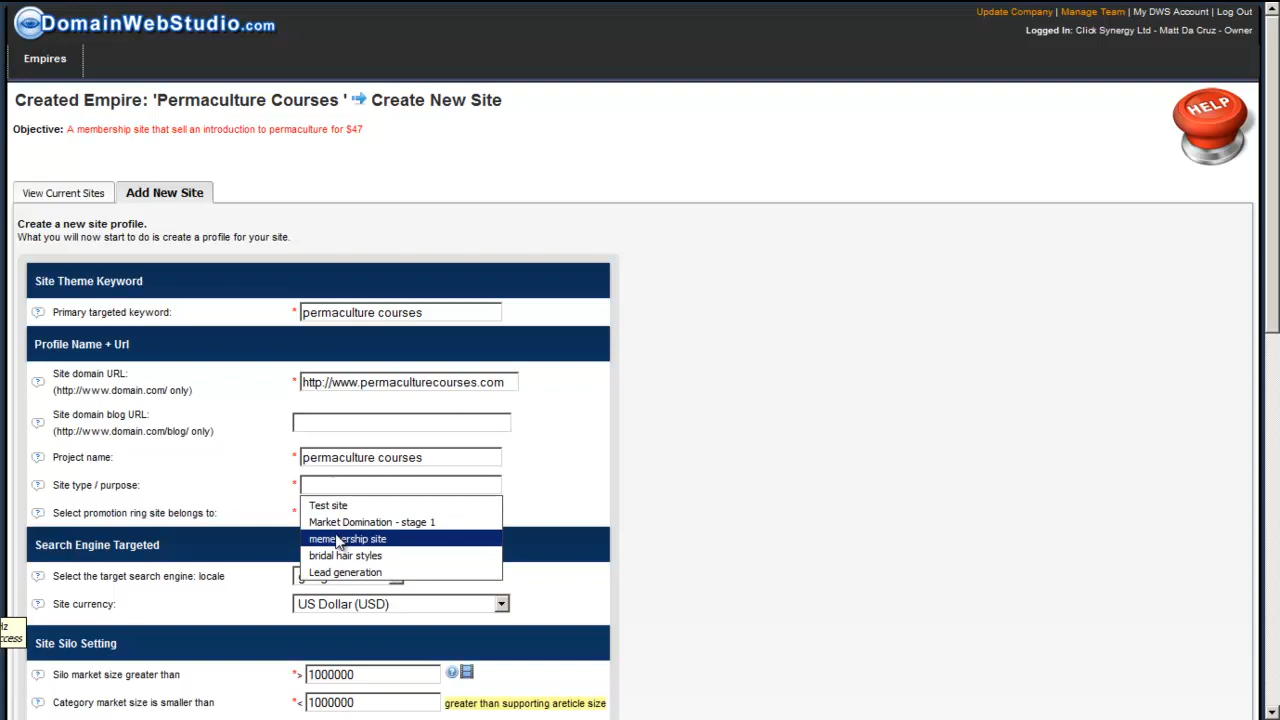 DomainWebStudio.com
Update Company | Manage Team | My DWS Account | Log Out
Logged In: Click Synergy Ltd - Matt Da Cruz - Owner
Empires
Created Empire: 'Permaculture Courses ' Create New Site
Objective: A membership site that sell an introduction to permaculture for $47
HELP
View Current Sites
Add New Site
Create a new site profile.
What you will now start to do is create a profile for your site.
Site Theme Keyword
Primary targeted keyword: * permaculture courses
Profile Name + Url
Site domain URL:
(http://www.domain.com/ only)
* http://www.permaculturecourses.com
Site domain blog URL:
(http://www.domain.com/blog/ only)
Project name: * permaculture courses
Site type / purpose: *
Test site
Select promotion ring site belongs to: *
Market Domination - stage 1
Search Engine Targeted
memebership site
bridal hair styles
Lead generation
Select the target search engine: locale
Site currency: US Dollar (USD)
Hz
ccess
Site Silo Setting
Silo market size greater than *> 1000000
Category market size is smaller than *< 1000000 greater than supporting areticle size